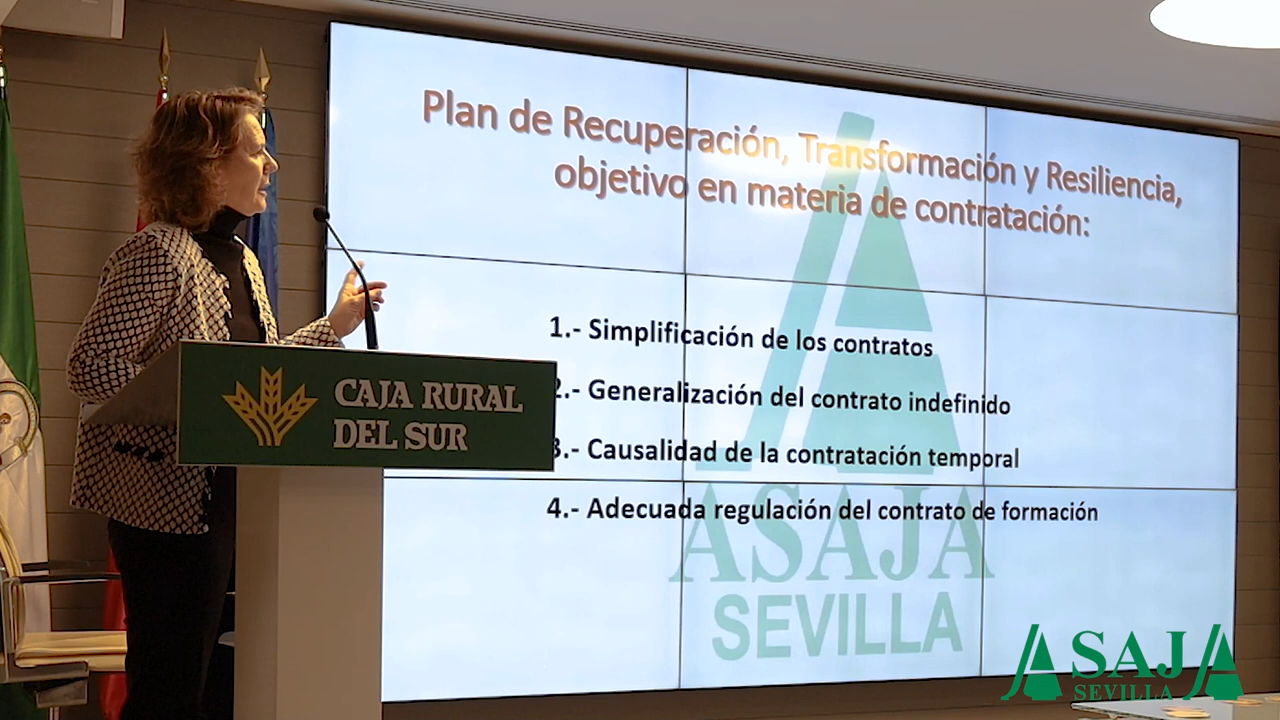 Plan de Recuperación, Transformación y Resiliencia,
objetivo en materia de contratación:
1.- Simplificación de los contratos
2.- Generalización del contrato indefinido
3.- Causalidad de la contratación temporal
4.- Adecuada regulación del contrato de formación
ASAJA
SEVILLA
CAJA RURAL
DEL SUR
ASAJA
SEVILLA